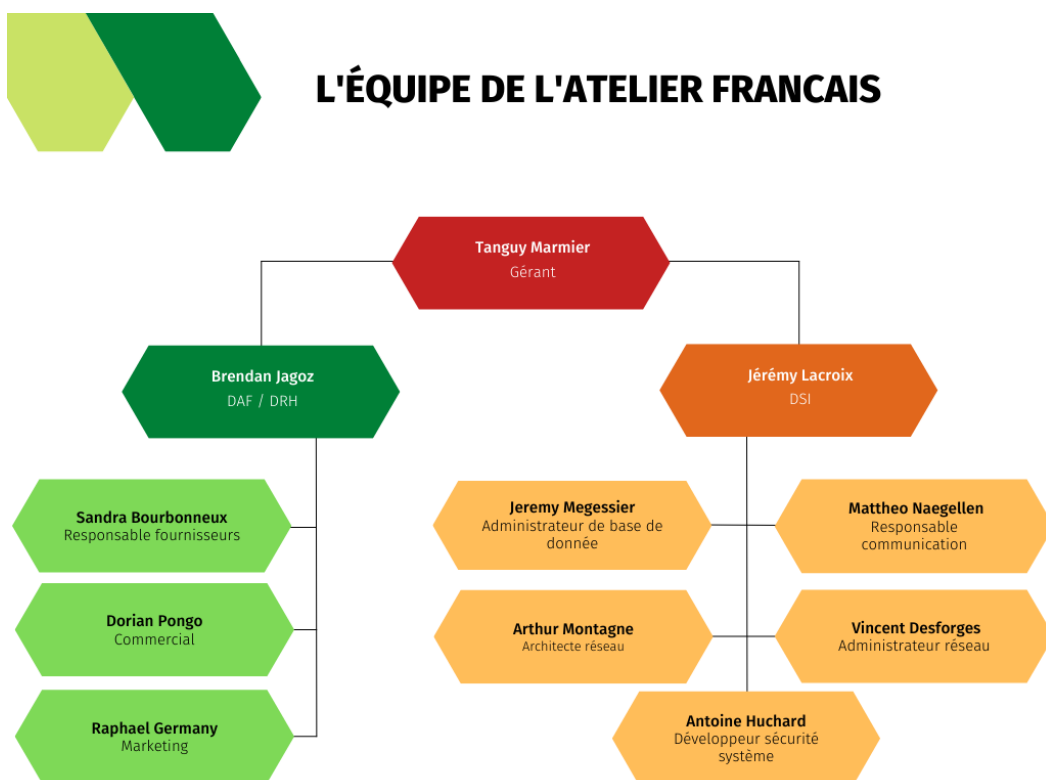 L'ÉQUIPE DE L'ATELIER FRANCAIS
Tanguy Marmier
Gérant
Brendan Jagoz
DAF / DRH
Jérémy Lacroix
DSI
Sandra Bourbonneux
Responsable fournisseurs
Dorian Pongo
Commercial
Raphael Germany
Marketing
Jeremy Megessier
Administrateur de base de
donnée
Mattheo Naegellen
Responsable
communication
Arthur Montagne
Architecte réseau
Vincent Desforges
Administrateur réseau
Antoine Huchard
Développeur sécurité
système